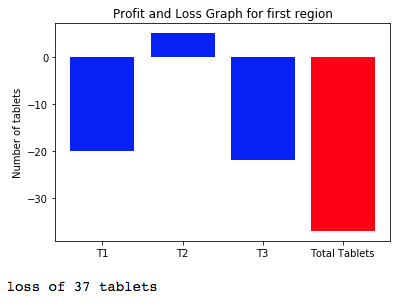 Profit and Loss Graph for first region
0
−10
−20
−30
Number of tablets
T1 T2 T3 Total Tablets
loss of 37 tablets